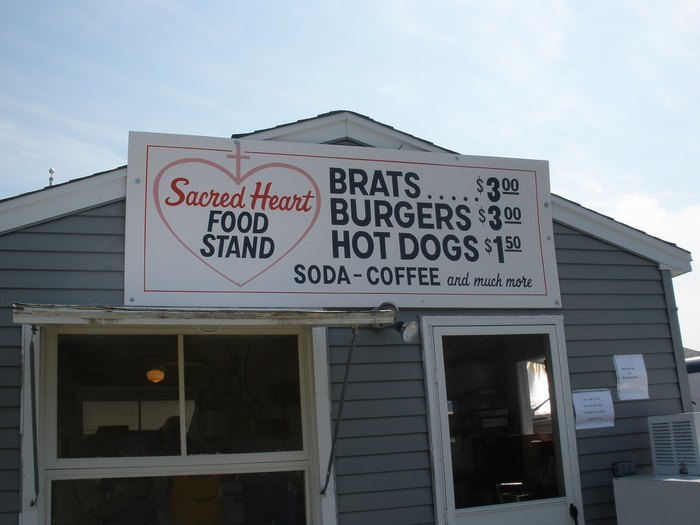 Sacred Heart
FOOD
STAND
BRATS..... $3.00
BURGERS $3.00
HOT DOGS $1.50
SODA - COFFEE and much more